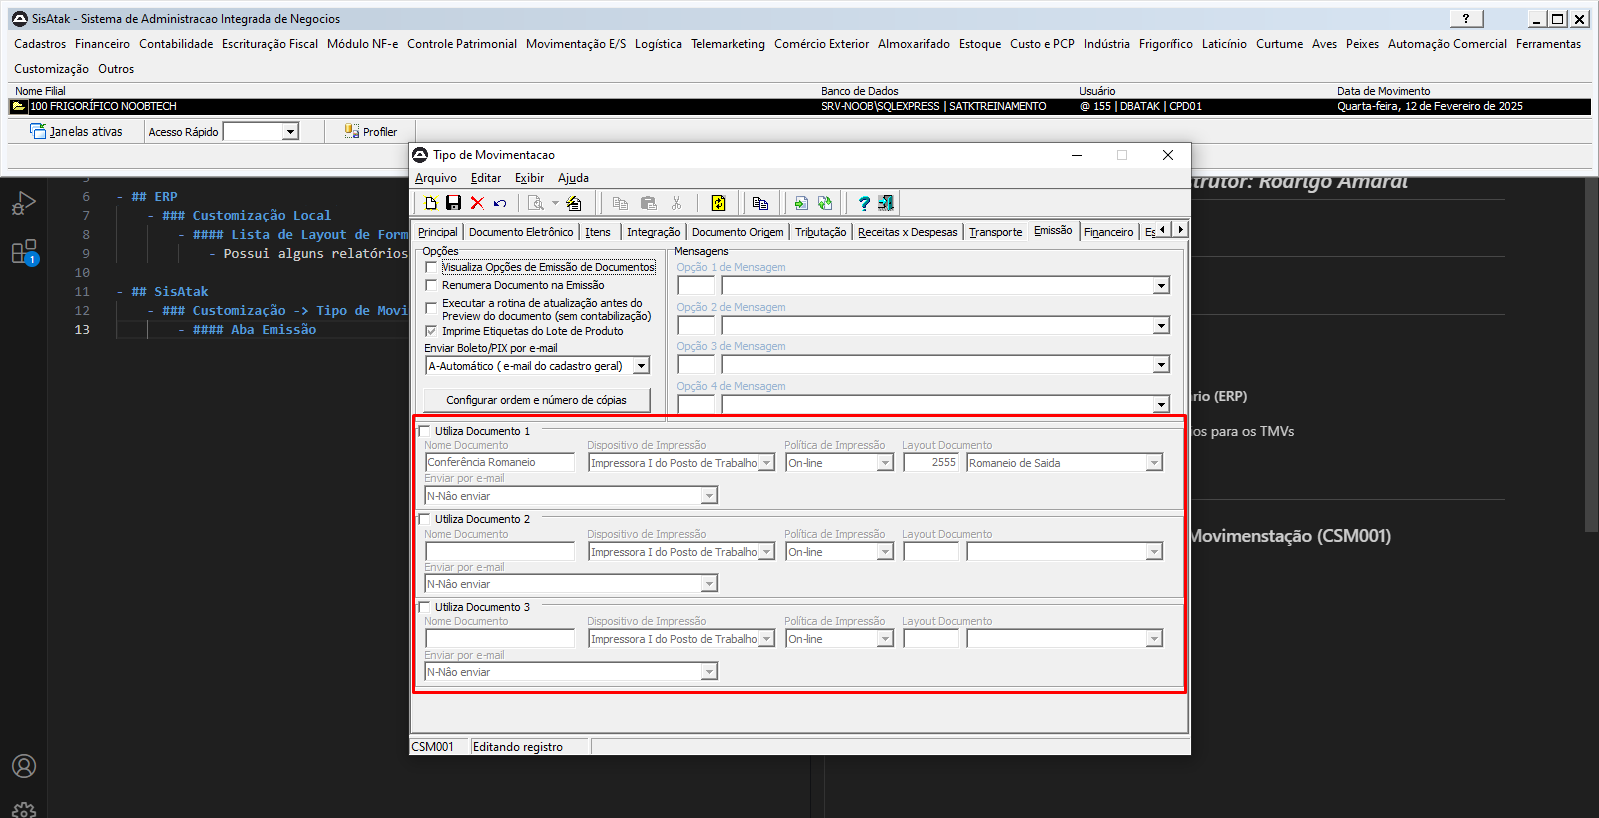 SisAtak - Sistema de Administracao Integrada de Negocios
Cadastros Financeiro Contabilidade Escrituração Fiscal Módulo NF-e Controle Patrimonial Movimentação E/S Logística Telemarketing Comércio Exterior Almoxarifado Estoque Custo e PCP Indústria Frigorífico Laticínio Curtume Aves Peixes Automação Comercial Ferramentas
Customização Outros
Nome Filial Banco de Dados Usuário Data de Movimento
100 FRIGORÍFICO NOOBTECH SRV-NOOB\SQLEXPRESS | SATKTREINAMENTO @ 155 | DBATAK | CPD01 Quarta-feira, 12 de Fevereiro de 2025
Janelas ativas Acesso Rápido Profiler
Tipo de Movimentacao
Arquivo Editar Exibir Ajuda
Principal Documento Eletrônico Itens Integração Documento Origem Tributação Receitas x Despesas Transporte Emissão Financeiro Es
Opções
Visualiza Opções de Emissão de Documentos
Renumera Documento na Emissão
Executar a rotina de atualização antes do
Preview do documento (sem contabilização)
Imprime Etiquetas do Lote de Produto
Enviar Boleto/PIX por e-mail
A-Automático ( e-mail do cadastro geral)
Configurar ordem e número de cópias
Mensagens
Opção 1 de Mensagem
Opção 2 de Mensagem
Opção 3 de Mensagem
Opção 4 de Mensagem
Utiliza Documento 1
Nome Documento Dispositivo de Impressão Política de Impressão Layout Documento
Conferência Romaneio Impressora I do Posto de Trabalho On-line 2555 Romaneio de Saida
Enviar por e-mail
N-Não enviar
Utiliza Documento 2
Nome Documento Dispositivo de Impressão Política de Impressão Layout Documento
Impressora I do Posto de Trabalho On-line
Enviar por e-mail
N-Não enviar
Utiliza Documento 3
Nome Documento Dispositivo de Impressão Política de Impressão Layout Documento
Impressora I do Posto de Trabalho On-line
Enviar por e-mail
N-Não enviar
CSM001 Editando registro
6 - ## ERP
7 - ### Customização Local
8 - #### Lista de Layout de Form
9 - Possui alguns relatórios
10
11 - ## SisAtak
12 - ### Customização -> Tipo de Movi
13 - #### Aba Emissão
1
strutor: Rodrigo Amaral
rio (ERP)
ios para os TMVs
Movimenstação (CSM001)